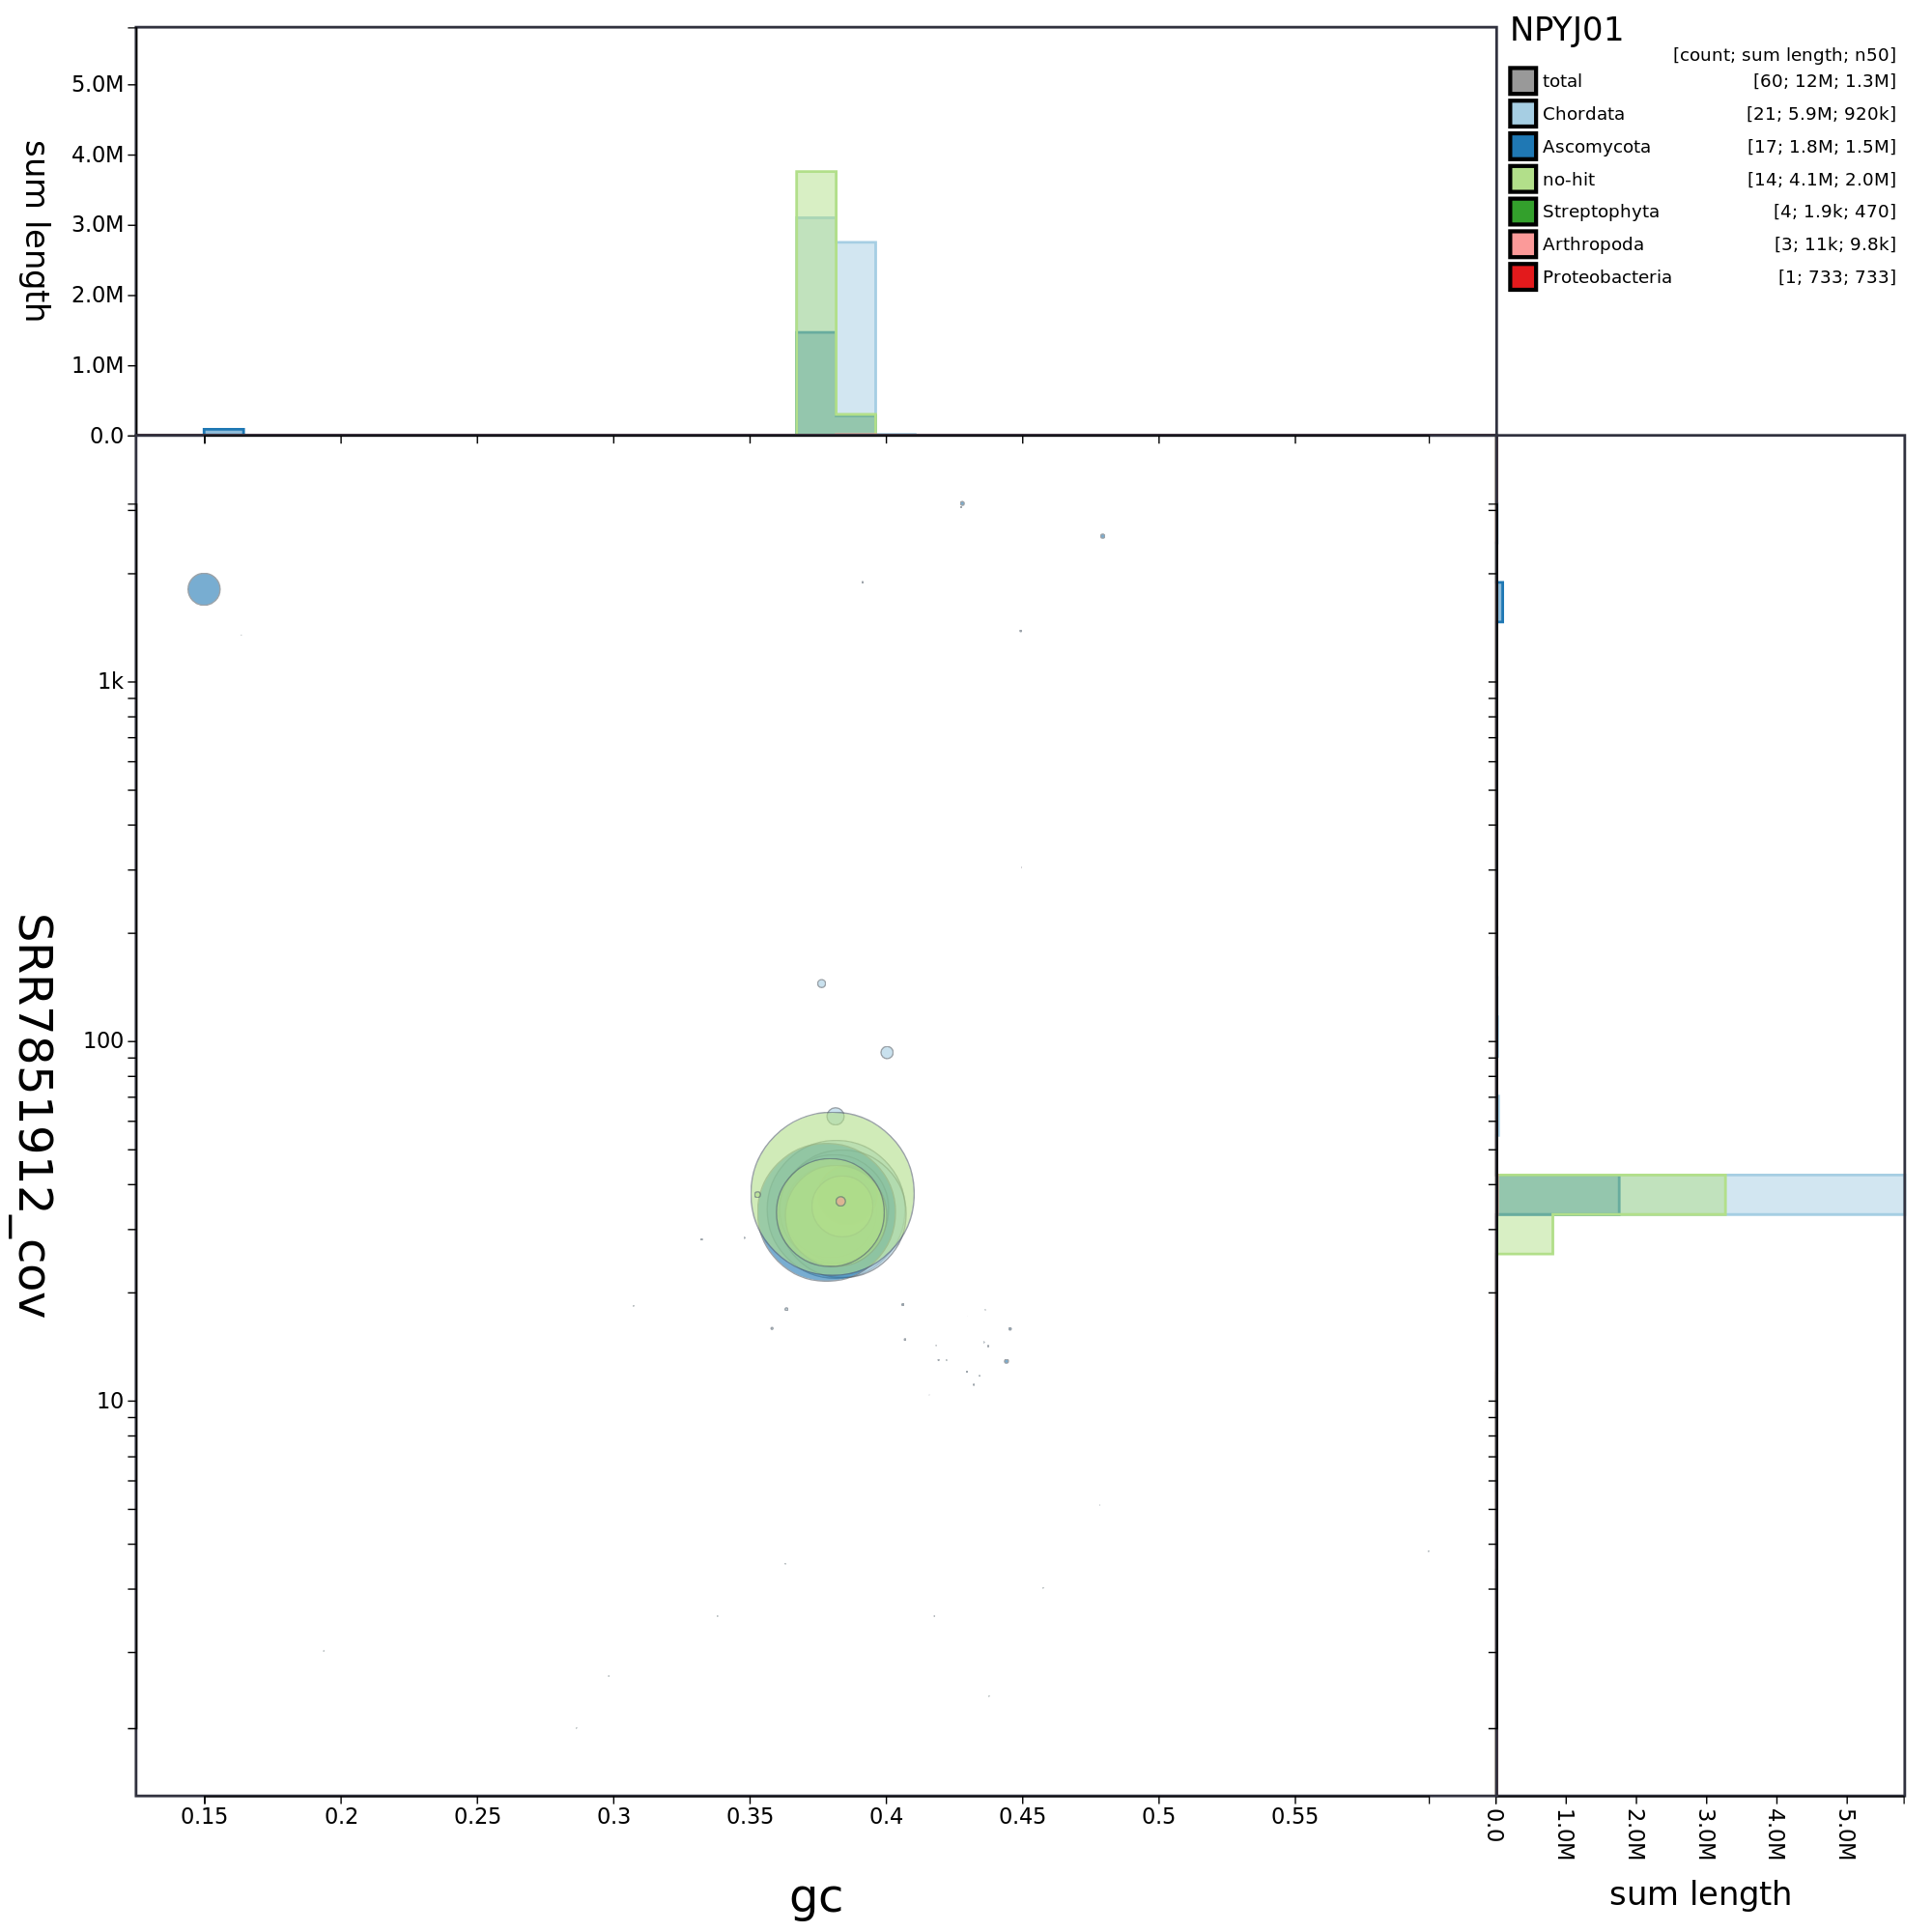 NPYJ01
[count; sum length; n50]
total [60; 12M; 1.3M]
Chordata [21; 5.9M; 920k]
Ascomycota [17; 1.8M; 1.5M]
no-hit [14; 4.1M; 2.0M]
Streptophyta [4; 1.9k; 470]
Arthropoda [3; 11k; 9.8k]
Proteobacteria [1; 733; 733]
sum length
5.0M
4.0M
3.0M
2.0M
1.0M
0.0
SRR7851912_cov
1k
100
10
0.15 0.2 0.25 0.3 0.35 0.4 0.45 0.5 0.55
gc
0.0 1.0M 2.0M 3.0M 4.0M 5.0M
sum length